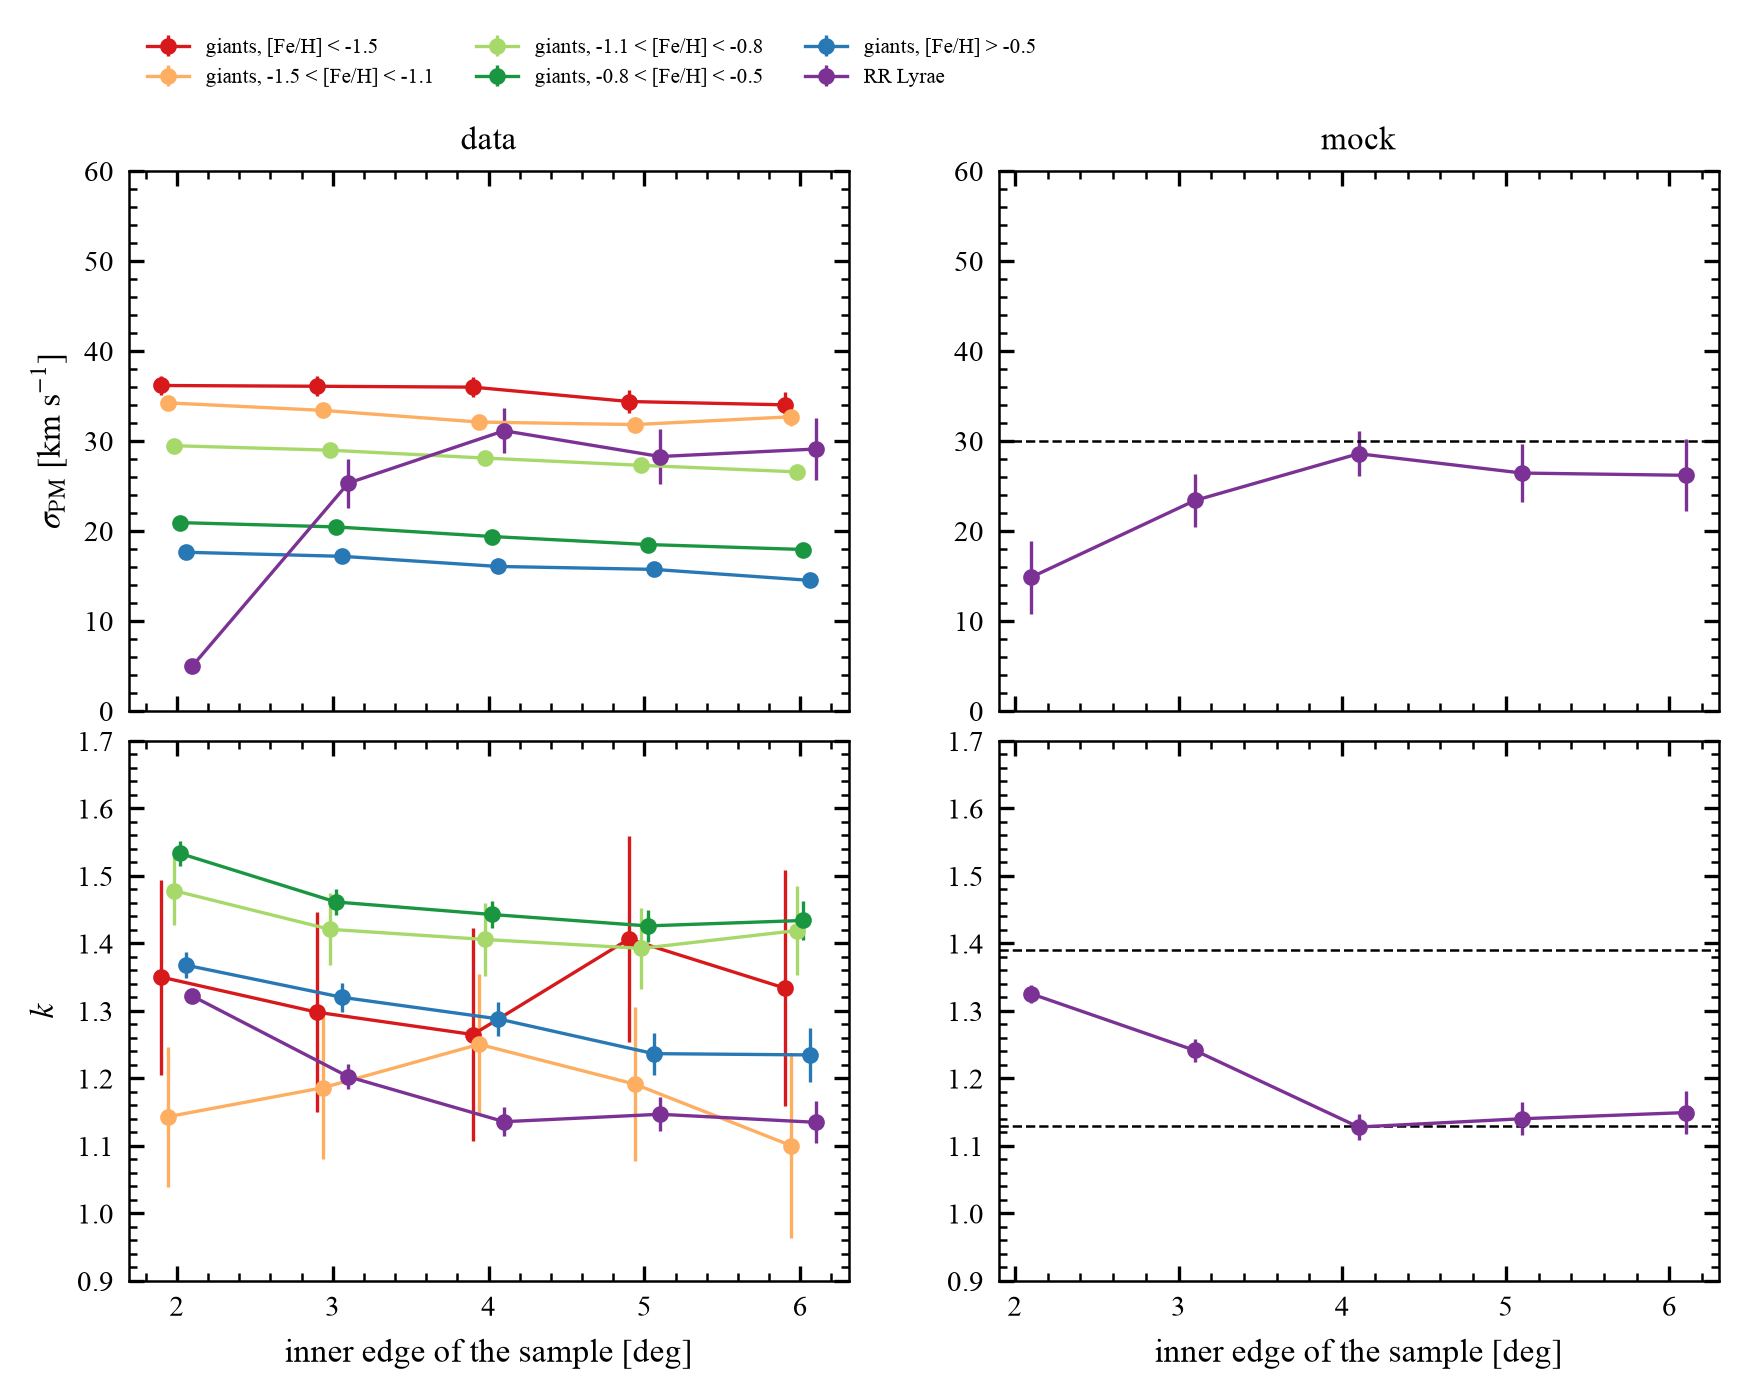 giants, [Fe/H] < -1.5
giants, -1.5 < [Fe/H] < -1.1
giants, -1.1 < [Fe/H] < -0.8
giants, -0.8 < [Fe/H] < -0.5
giants, [Fe/H] > -0.5
RR Lyrae
data
60
50
40
30
20
10
0
σPM [km s⁻¹]
mock
60
50
40
30
20
10
0
1.7
1.6
1.5
1.4
1.3
1.2
1.1
1.0
0.9
k
2 3 4 5 6
inner edge of the sample [deg]
1.7
1.6
1.5
1.4
1.3
1.2
1.1
1.0
0.9
2 3 4 5 6
inner edge of the sample [deg]